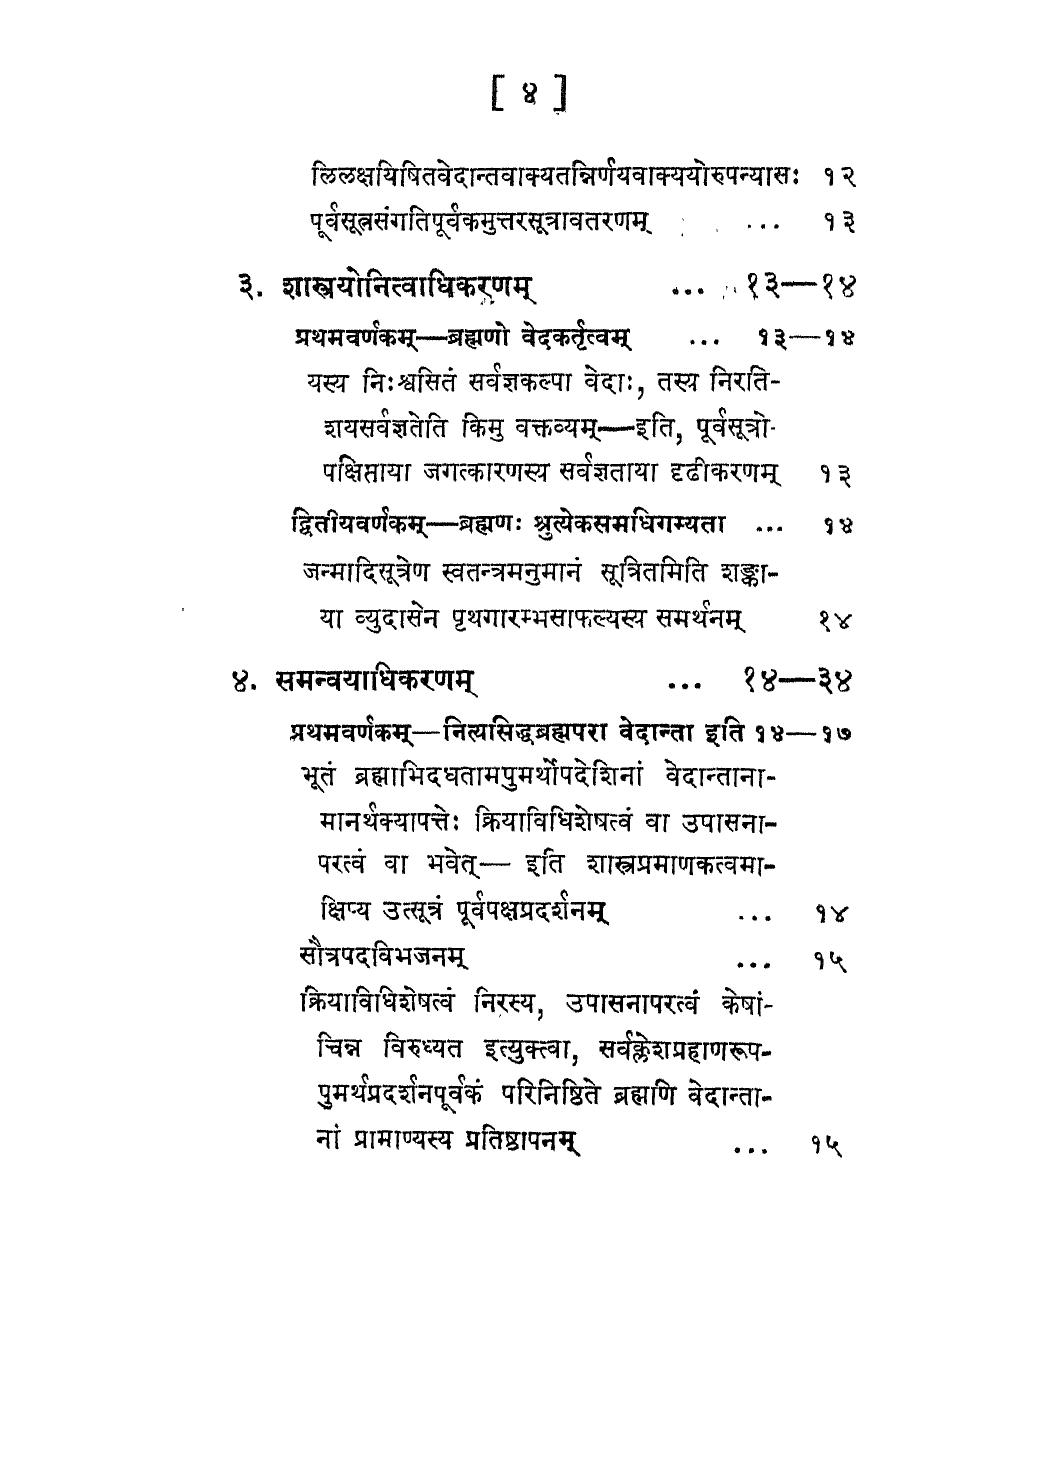 [ ४ ]
लिलक्षयिषितवेदान्तवाक्यतन्निर्णयवाक्ययोरुपन्यासः १२
पूर्वसूत्रसंगतिपूर्वकमुत्तरसूत्रावतरणम् ... १३
३. शास्त्रयोनित्वाधिकरणम् ... १३—१४
प्रथमवर्णकम्—ब्रह्मणो वेदकर्तृत्वम् ... १३—१४
यस्य निःश्वसितं सर्वज्ञकल्पा वेदाः, तस्य निरति-
शयसर्वज्ञतेति किमु वक्तव्यम्—इति, पूर्वसूत्रो-
पक्षिप्ताया जगत्कारणस्य सर्वज्ञताया दृढीकरणम् १३
द्वितीयवर्णकम्—ब्रह्मणः श्रुत्येकसमधिगम्यता ... १४
जन्मादिसूत्रेण स्वतन्त्रमनुमानं सूत्रितमिति शङ्का-
या व्युदासेन पृथगारम्भसाफल्यस्य समर्थनम् १४
४. समन्वयाधिकरणम् ... १४—३४
प्रथमवर्णकम्—नित्यसिद्धब्रह्मपरा वेदान्ता इति १४—१७
भूतं ब्रह्माभिदधतामपुमर्थोपदेशिनां वेदान्ताना-
मानर्थक्यापत्तेः क्रियाविधिशेषत्वं वा उपासना-
परत्वं वा भवेत्— इति शास्त्रप्रमाणकत्वमा-
क्षिप्य उत्सूत्रं पूर्वपक्षप्रदर्शनम् ... १४
सौत्रपदविभजनम् ... १५
क्रियाविधिशेषत्वं निरस्य, उपासनापरत्वं केषां-
चिन्न विरुध्यत इत्युक्त्वा, सर्वक्लेशप्रहाणरूप-
पुमर्थप्रदर्शनपूर्वकं परिनिष्ठिते ब्रह्मणि वेदान्ता-
नां प्रामाण्यस्य प्रतिष्ठापनम् ... १५